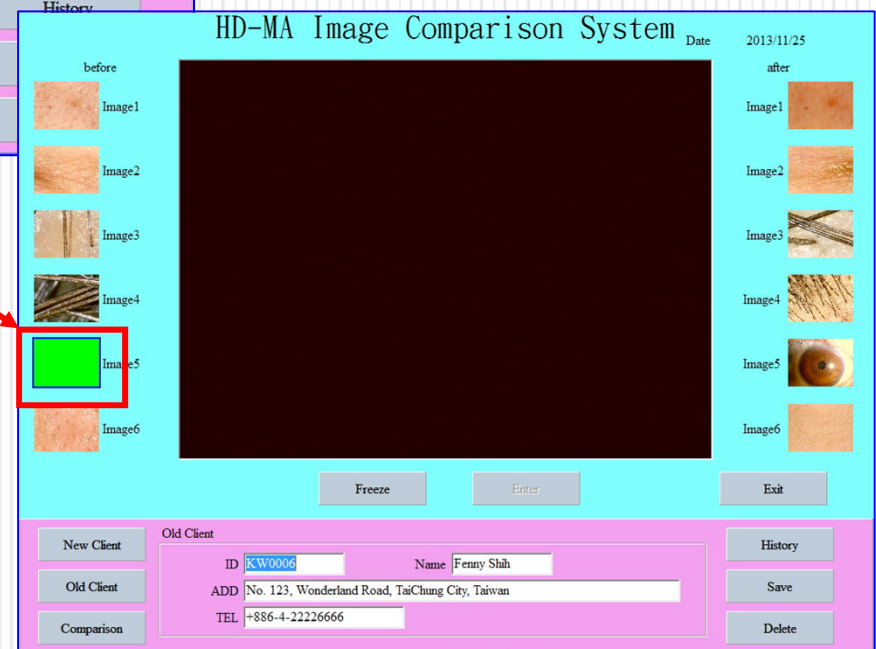 History
HD-MA Image Comparison System
Date 2013/11/25
before
after
Image1
Image1
Image2
Image2
Image3
Image3
Image4
Image4
Image5
Image5
Image6
Image6
Freeze
Enter
Exit
Old Client
New Client
Old Client
Comparison
ID KW0006 Name Fenny Shih
ADD No. 123, Wonderland Road, TaiChung City, Taiwan
TEL +886-4-22226666
History
Save
Delete